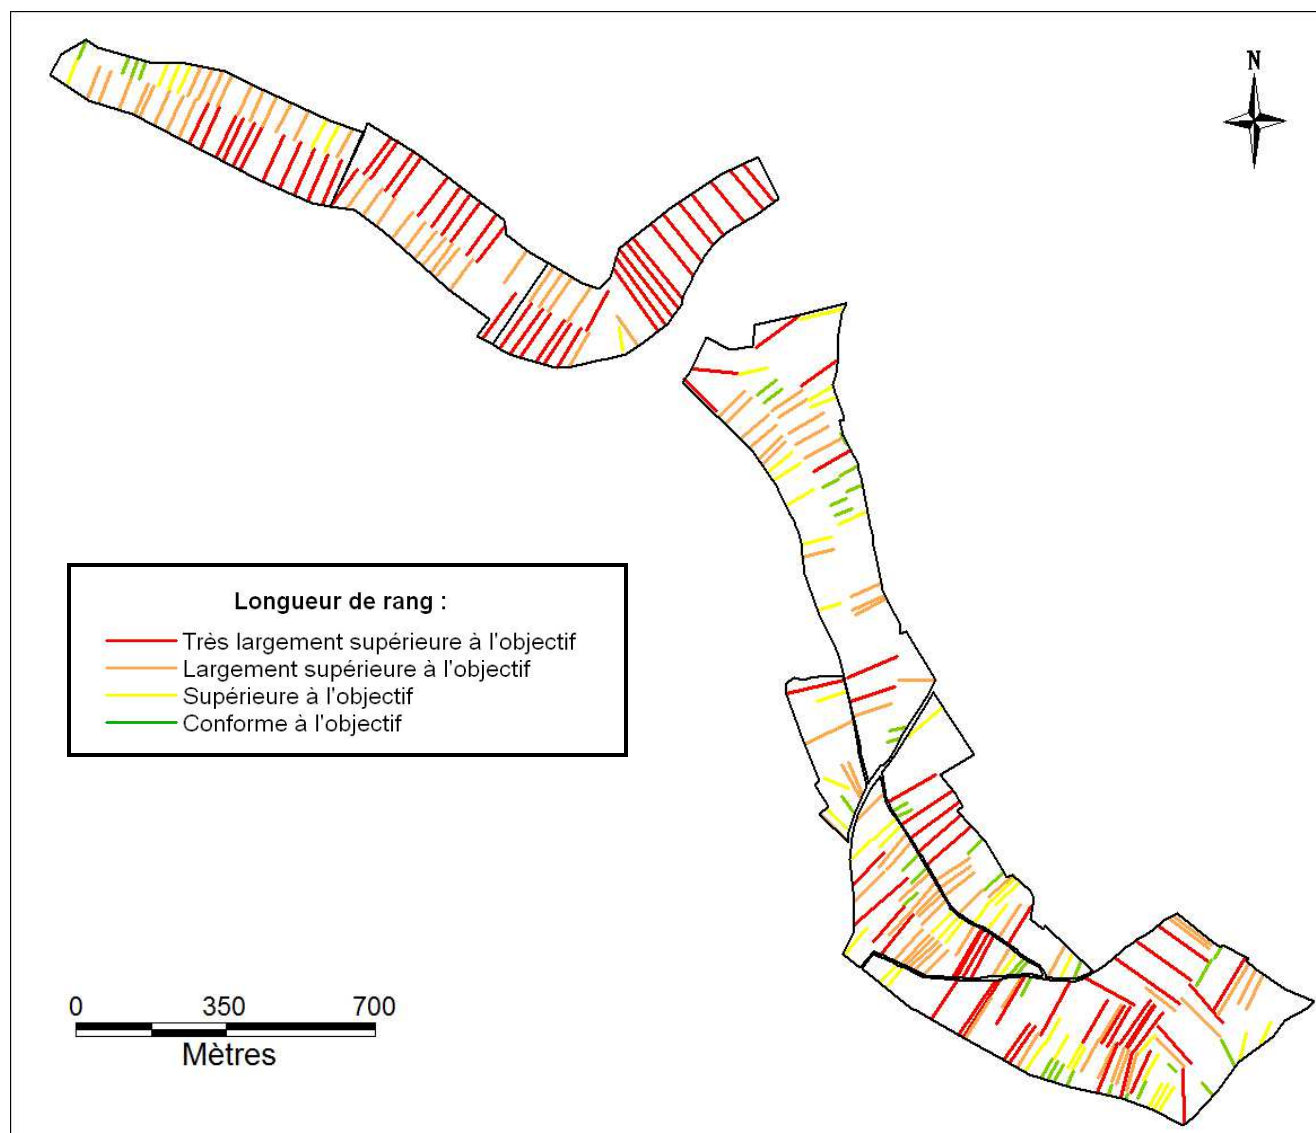 N
Longueur de rang :
Très largement supérieure à l'objectif
Largement supérieure à l'objectif
Supérieure à l'objectif
Conforme à l'objectif
0 350 700
Mètres